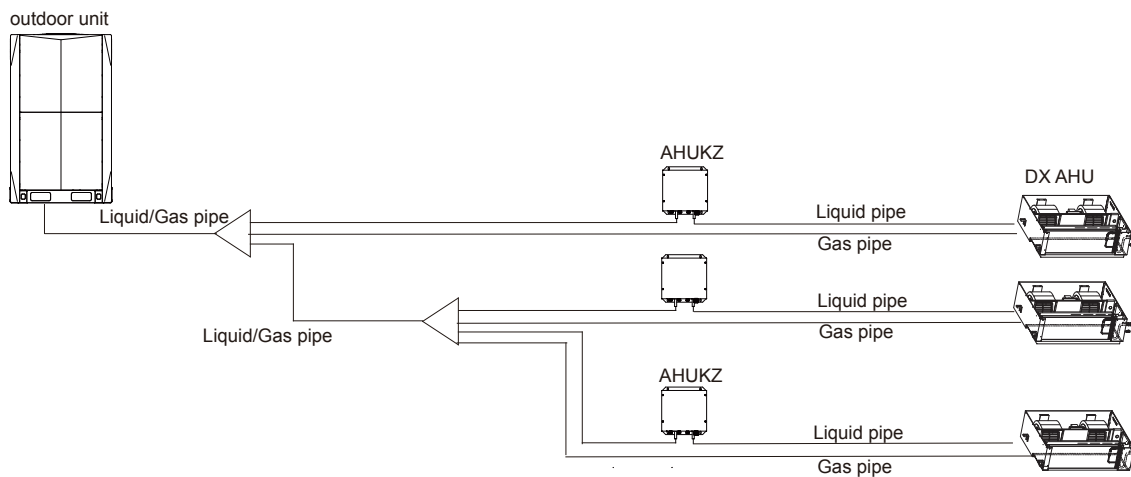 outdoor unit
AHUKZ
DX AHU
Liquid/Gas pipe
Liquid pipe
Gas pipe
Liquid pipe
Liquid/Gas pipe
Gas pipe
AHUKZ
Liquid pipe
Gas pipe